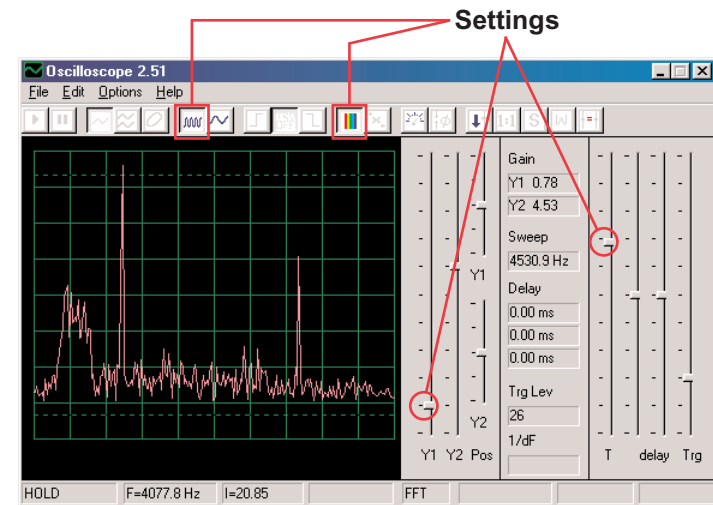 Settings
Oscilloscope 2.51
File Edit Options Help
1:1 S W
Gain
Y1 0.78
Y2 4.53
Sweep
4530.9 Hz
Y1
Delay
0.00 ms
0.00 ms
0.00 ms
Trg Lev
26
Y2
1/dF
Y1 Y2 Pos
T delay Trg
HOLD F=4077.8 Hz I=20.85 FFT